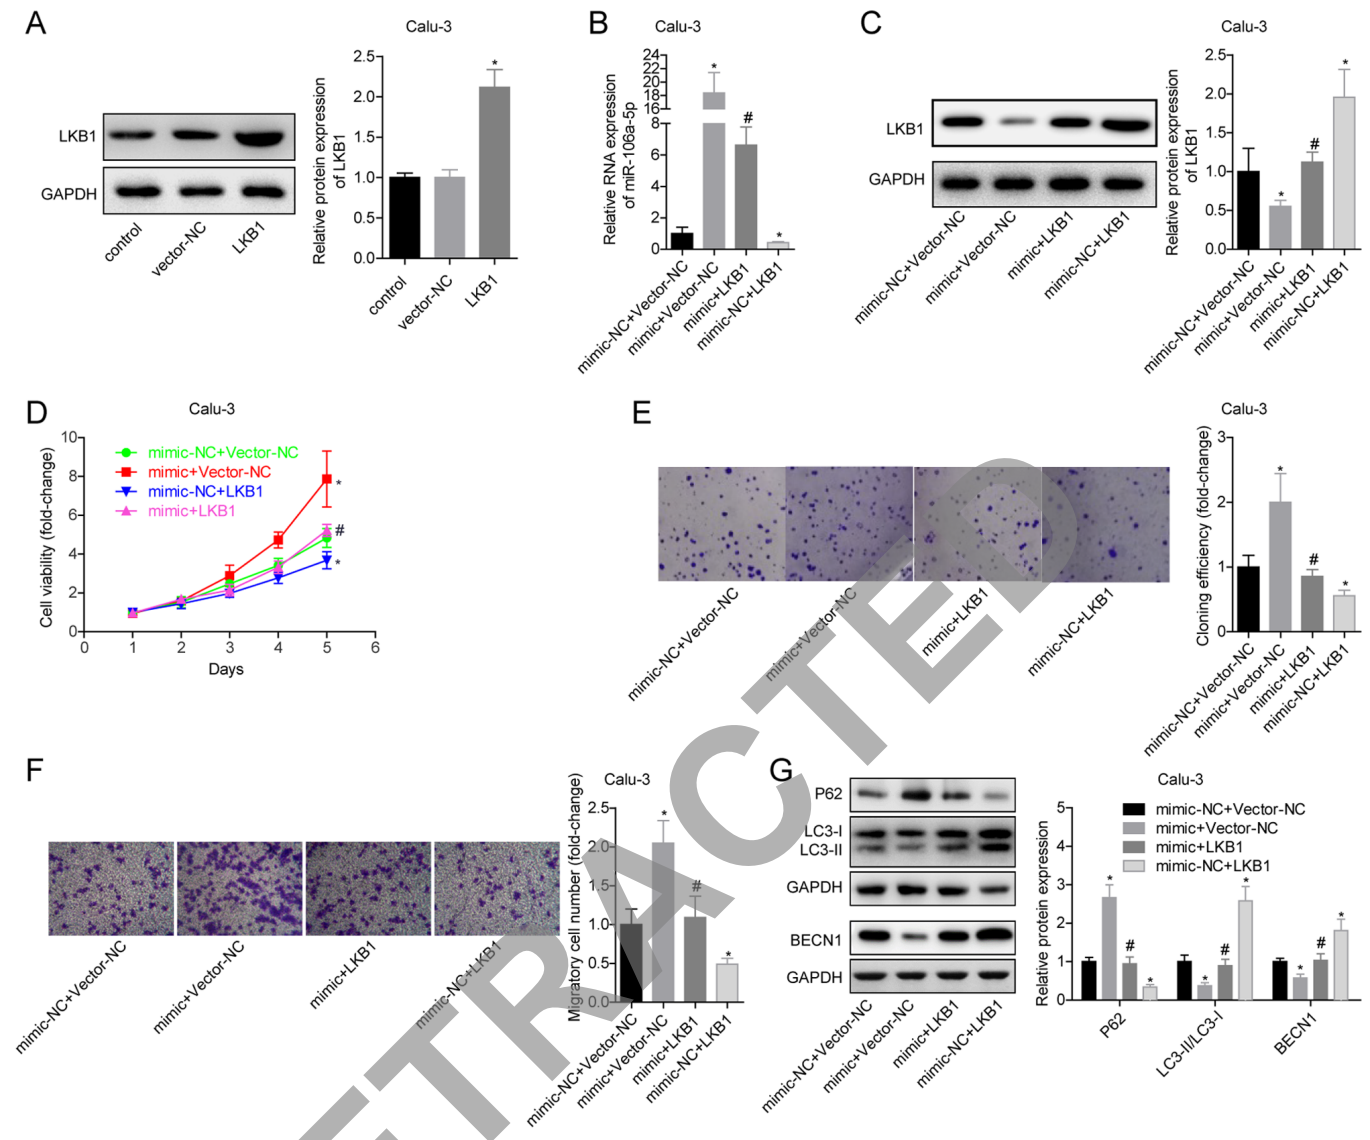 A
Calu-3
LKB1
GAPDH
control
vector-NC
LKB1
Relative protein expression
of LKB1
2.5
2.0
1.5
1.0
0.5
0.0
*
control
vector-NC
LKB1
B
Calu-3
Relative RNA expression
of miR-106a-5p
24
22
20
18
16
8
6
4
2
0
*
#
*
mimic-NC+Vector-NC
mimic+Vector-NC
mimic+LKB1
mimic-NC+LKB1
C
Calu-3
LKB1
GAPDH
mimic-NC+Vector-NC
mimic+Vector-NC
mimic+LKB1
mimic-NC+LKB1
Relative protein expression
of LKB1
2.5
2.0
1.5
1.0
0.5
0.0
*
#
*
mimic-NC+Vector-NC
mimic+Vector-NC
mimic+LKB1
mimic-NC+LKB1
D
Calu-3
Cell viability (fold-change)
10
8
6
4
2
0
mimic-NC+Vector-NC
mimic+Vector-NC
mimic-NC+LKB1
mimic+LKB1
*
#
*
0 1 2 3 4 5 6
Days
E
Calu-3
mimic-NC+Vector-NC
mimic+Vector-NC
mimic+LKB1
mimic-NC+LKB1
Cloning efficiency (fold-change)
3
2
1
0
*
#
*
mimic-NC+Vector-NC
mimic+Vector-NC
mimic+LKB1
mimic-NC+LKB1
F
Calu-3
mimic-NC+Vector-NC
mimic+Vector-NC
mimic+LKB1
mimic-NC+LKB1
Migratory cell number (fold-change)
2.5
2.0
1.5
1.0
0.5
0.0
*
#
*
mimic-NC+Vector-NC
mimic+Vector-NC
mimic+LKB1
mimic-NC+LKB1
G
Calu-3
P62
LC3-I
LC3-II
GAPDH
BECN1
GAPDH
mimic-NC+Vector-NC
mimic+Vector-NC
mimic+LKB1
mimic-NC+LKB1
Relative protein expression
5
4
3
2
1
0
mimic-NC+Vector-NC
mimic+Vector-NC
mimic+LKB1
mimic-NC+LKB1
*
#
*
*
#
*
*
#
*
P62
LC3-II/LC3-I
BECN1
ETRACTED